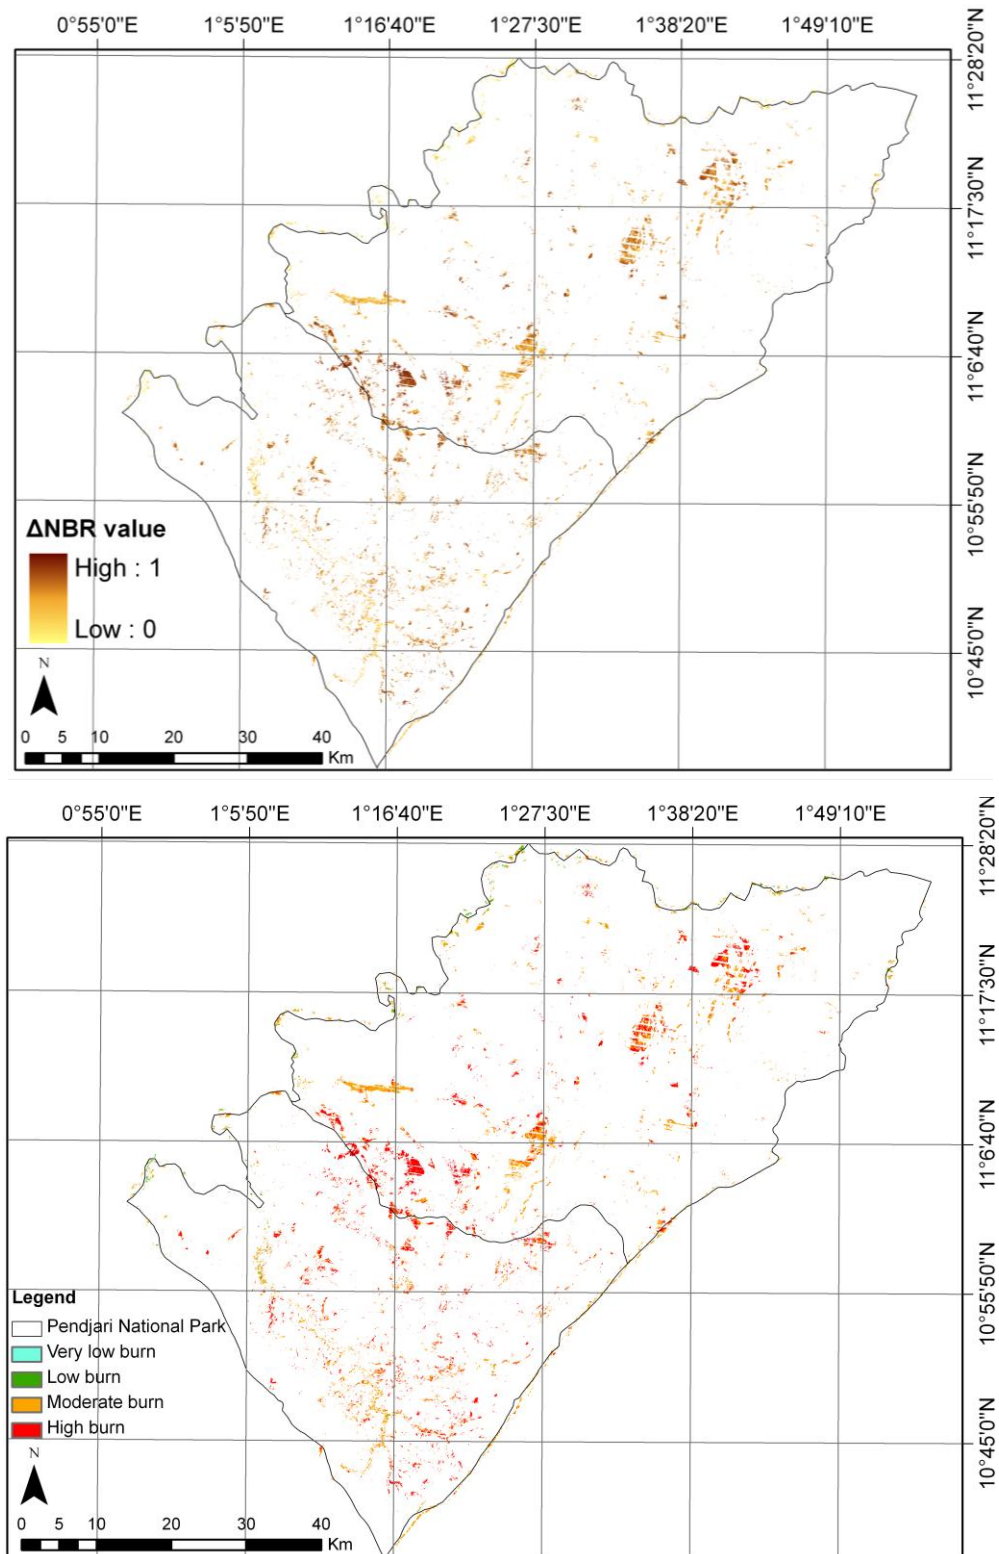 0°55'0"E 1°5'50"E 1°16'40"E 1°27'30"E 1°38'20"E 1°49'10"E
11°28'20"N
11°17'30"N
11°6'40"N
10°55'50"N
10°45'0"N
ΔNBR value
High : 1
Low : 0
N
0 5 10 20 30 40
Km
0°55'0"E 1°5'50"E 1°16'40"E 1°27'30"E 1°38'20"E 1°49'10"E
11°28'20"N
11°17'30"N
11°6'40"N
10°55'50"N
10°45'0"N
Legend
Pendjari National Park
Very low burn
Low burn
Moderate burn
High burn
N
0 5 10 20 30 40
Km